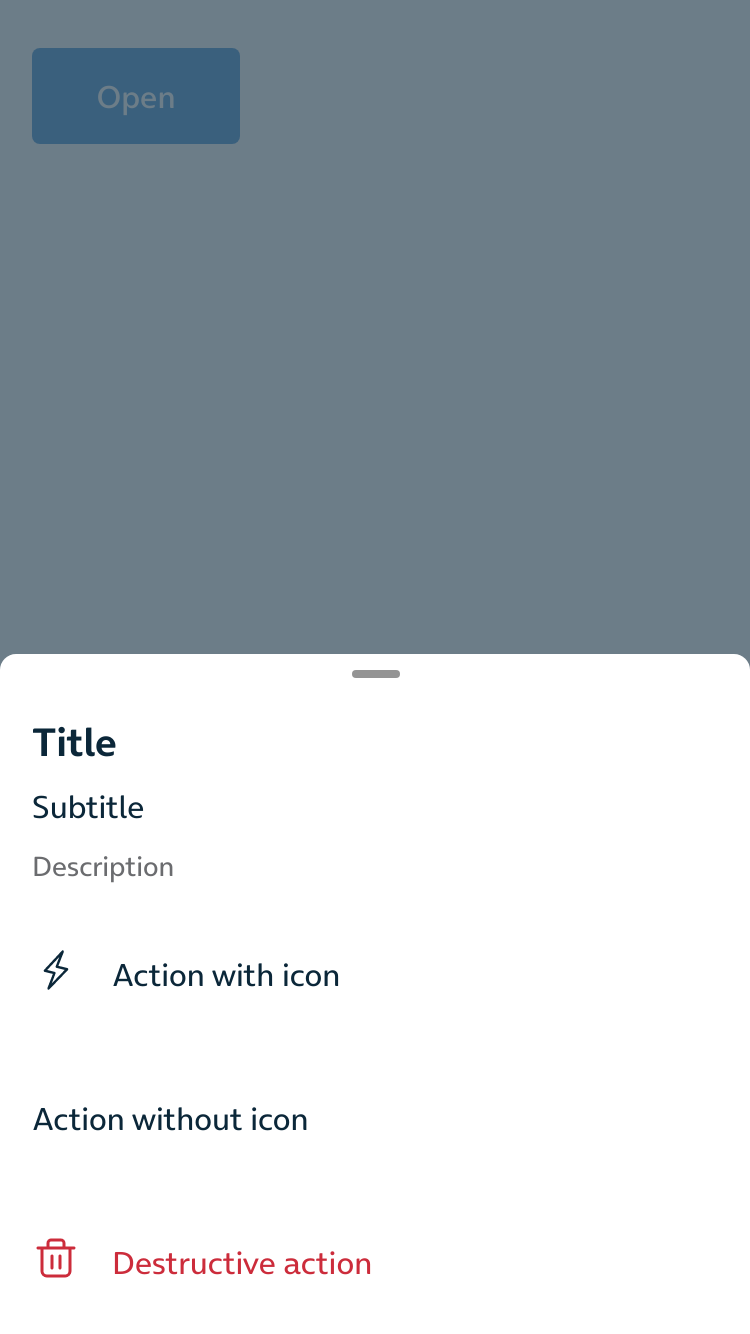 Open
Title
Subtitle
Description
Action with icon
Action without icon
Destructive action